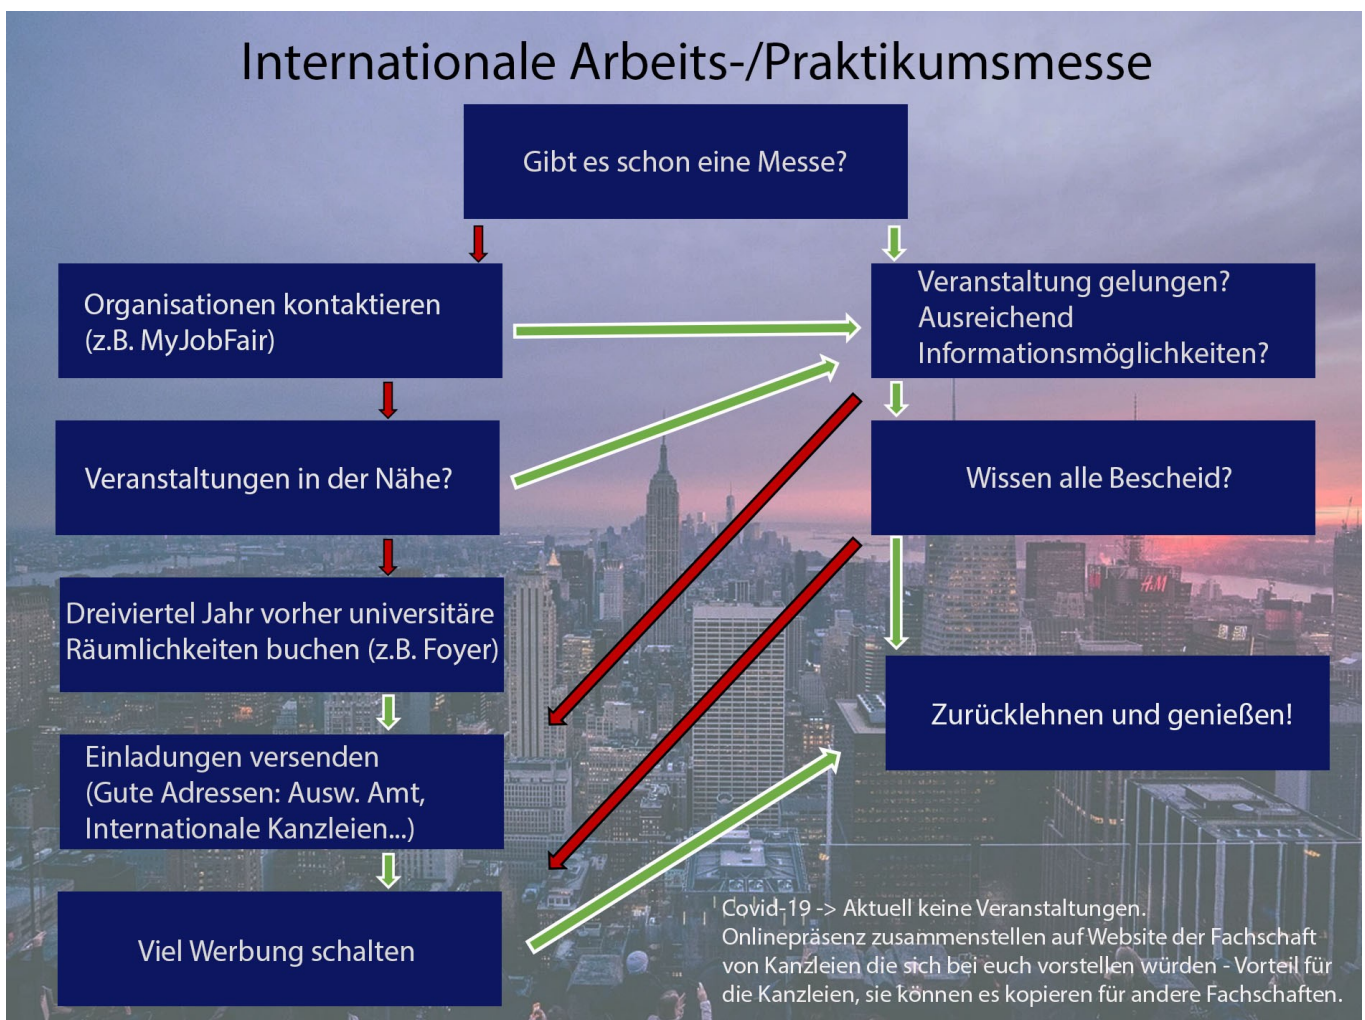 Internationale Arbeits-/Praktikumsmesse
Gibt es schon eine Messe?
Organisationen kontaktieren
(z.B. MyJobFair)
Veranstaltung gelungen?
Ausreichend
Informationsmöglichkeiten?
Veranstaltungen in der Nähe?
Wissen alle Bescheid?
Dreiviertel Jahr vorher universitäre
Räumlichkeiten buchen (z.B. Foyer)
Zurücklehnen und genießen!
Einladungen versenden
(Gute Adressen: Ausw. Amt,
Internationale Kanzleien...)
Viel Werbung schalten
Covid-19 -> Aktuell keine Veranstaltungen.
Onlinepräsenz zusammenstellen auf Website der Fachschaft
von Kanzleien die sich bei euch vorstellen würden - Vorteil für
die Kanzleien, sie können es kopieren für andere Fachschaften.
H&M